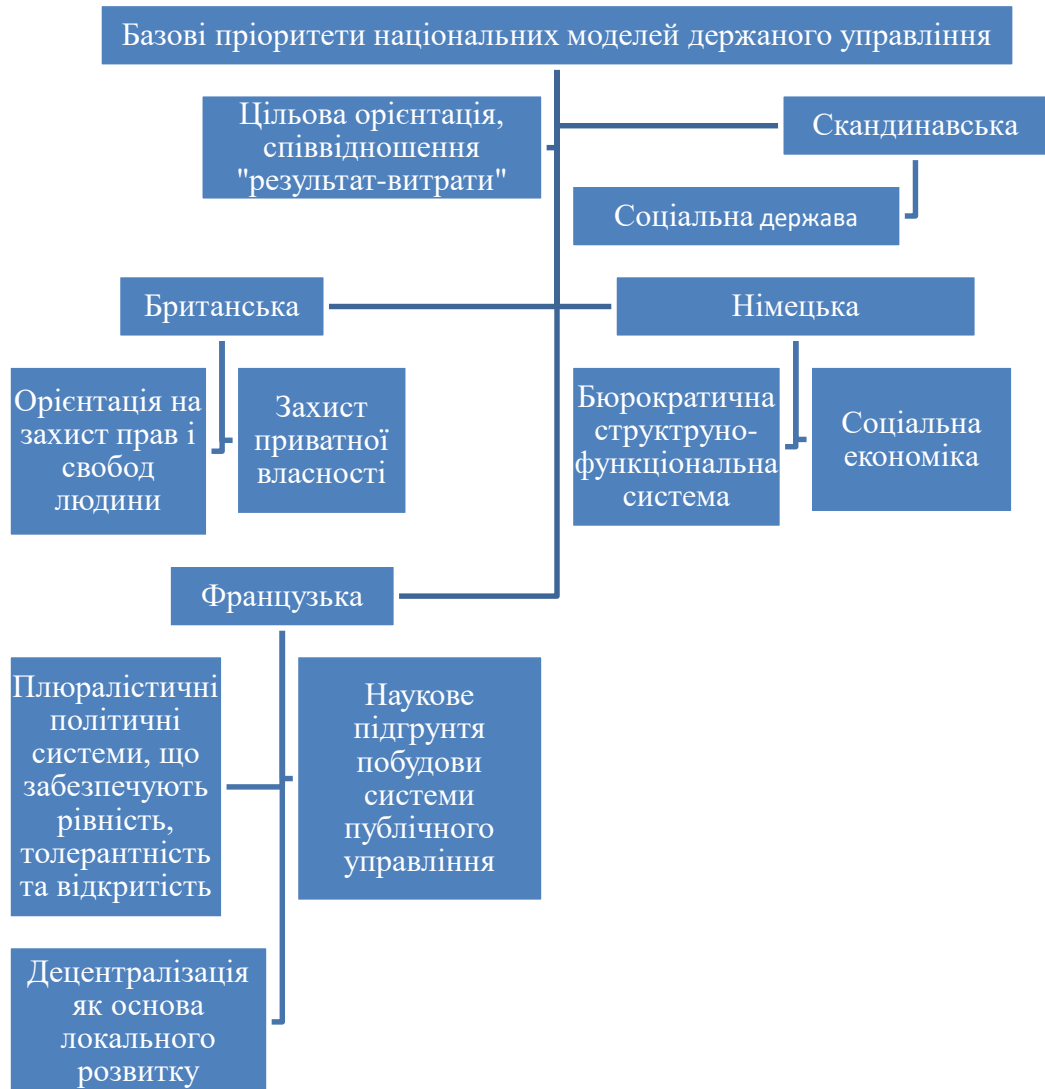 Базові пріоритети національних моделей держаного управління
Цільова орієнтація,
співвідношення
"результат-витрати"
Скандинавська
Соціальна держава
Британська
Німецька
Орієнтація на
захист прав і
свобод
людини
Захист
приватної
власності
Бюрократична
структруно-
функціональна
система
Соціальна
економіка
Французька
Плюралістичні
політичні
системи, що
забезпечують
рівність,
толерантність
та відкритість
Наукове
підгрунтя
побудови
системи
публічного
управління
Децентралізація
як основа
локального
розвитку